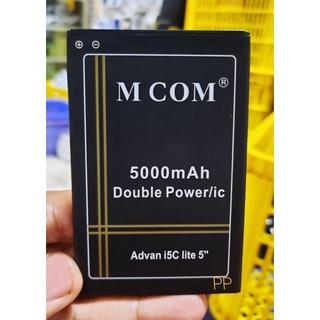 M COM®
5000mAh
Double Power/ic
Advan i5C lite 5"
PP